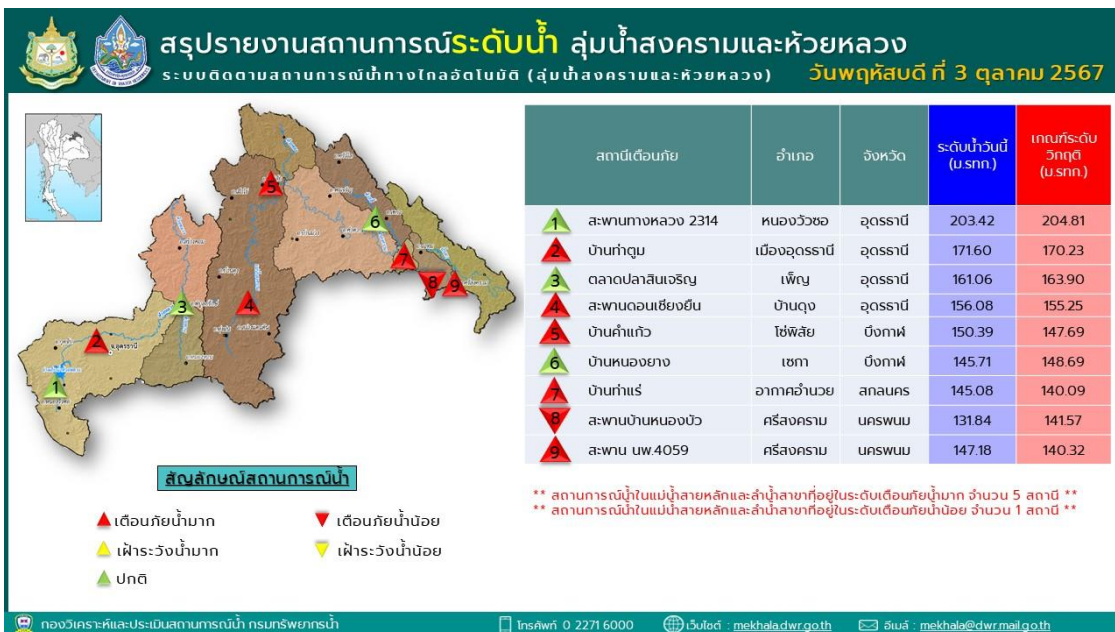 สรุปรายงานสถานการณ์ระดับน้ำ ลุ่มน้ำสงครามและห้วยหลวง
ระบบติดตามสถานการณ์น้ำทางไกลอัตโนมัติ (ลุ่มน้ำสงครามและห้วยหลวง) วันพฤหัสบดี ที่ 3 ตุลาคม 2567
สถานีเตือนภัย อำเภอ จังหวัด ระดับน้ำวันนี้ (ม.รทก.) เกณฑ์ระดับวิกฤติ (ม.รทก.)
1 สะพานทางหลวง 2314 หนองวัวซอ อุดรธานี 203.42 204.81
2 บ้านท่าตูม เมืองอุดรธานี อุดรธานี 171.60 170.23
3 ตลาดปลาสินเจริญ เพ็ญ อุดรธานี 161.06 163.90
4 สะพานดอนเชียงยืน บ้านดุง อุดรธานี 156.08 155.25
5 บ้านคำแก้ว โซ่พิสัย บึงกาฬ 150.39 147.69
6 บ้านหนองยาง เซกา บึงกาฬ 145.71 148.69
7 บ้านท่าแร่ อากาศอำนวย สกลนคร 145.08 140.09
8 สะพานบ้านหนองบัว ศรีสงคราม นครพนม 131.84 141.57
9 สะพาน นพ.4059 ศรีสงคราม นครพนม 147.18 140.32
** สถานการณ์น้ำในแม่น้ำสายหลักและลำน้ำสาขาที่อยู่ในระดับเตือนภัยน้ำมาก จำนวน 5 สถานี **
** สถานการณ์น้ำในแม่น้ำสายหลักและลำน้ำสาขาที่อยู่ในระดับเตือนภัยน้ำน้อย จำนวน 1 สถานี **
5
6
7
8 9
3
4
2
จ.อุดรธานี
1
สัญลักษณ์สถานการณ์น้ำ
เตือนภัยน้ำมาก เตือนภัยน้ำน้อย
เฝ้าระวังน้ำมาก เฝ้าระวังน้ำน้อย
ปกติ
กองวิเคราะห์และประเมินสถานการณ์น้ำ กรมทรัพยากรน้ำ โทรศัพท์ 0 2271 6000 เว็บไซต์ : mekhala.dwr.go.th อีเมล์ : mekhala@dwr.mail.go.th